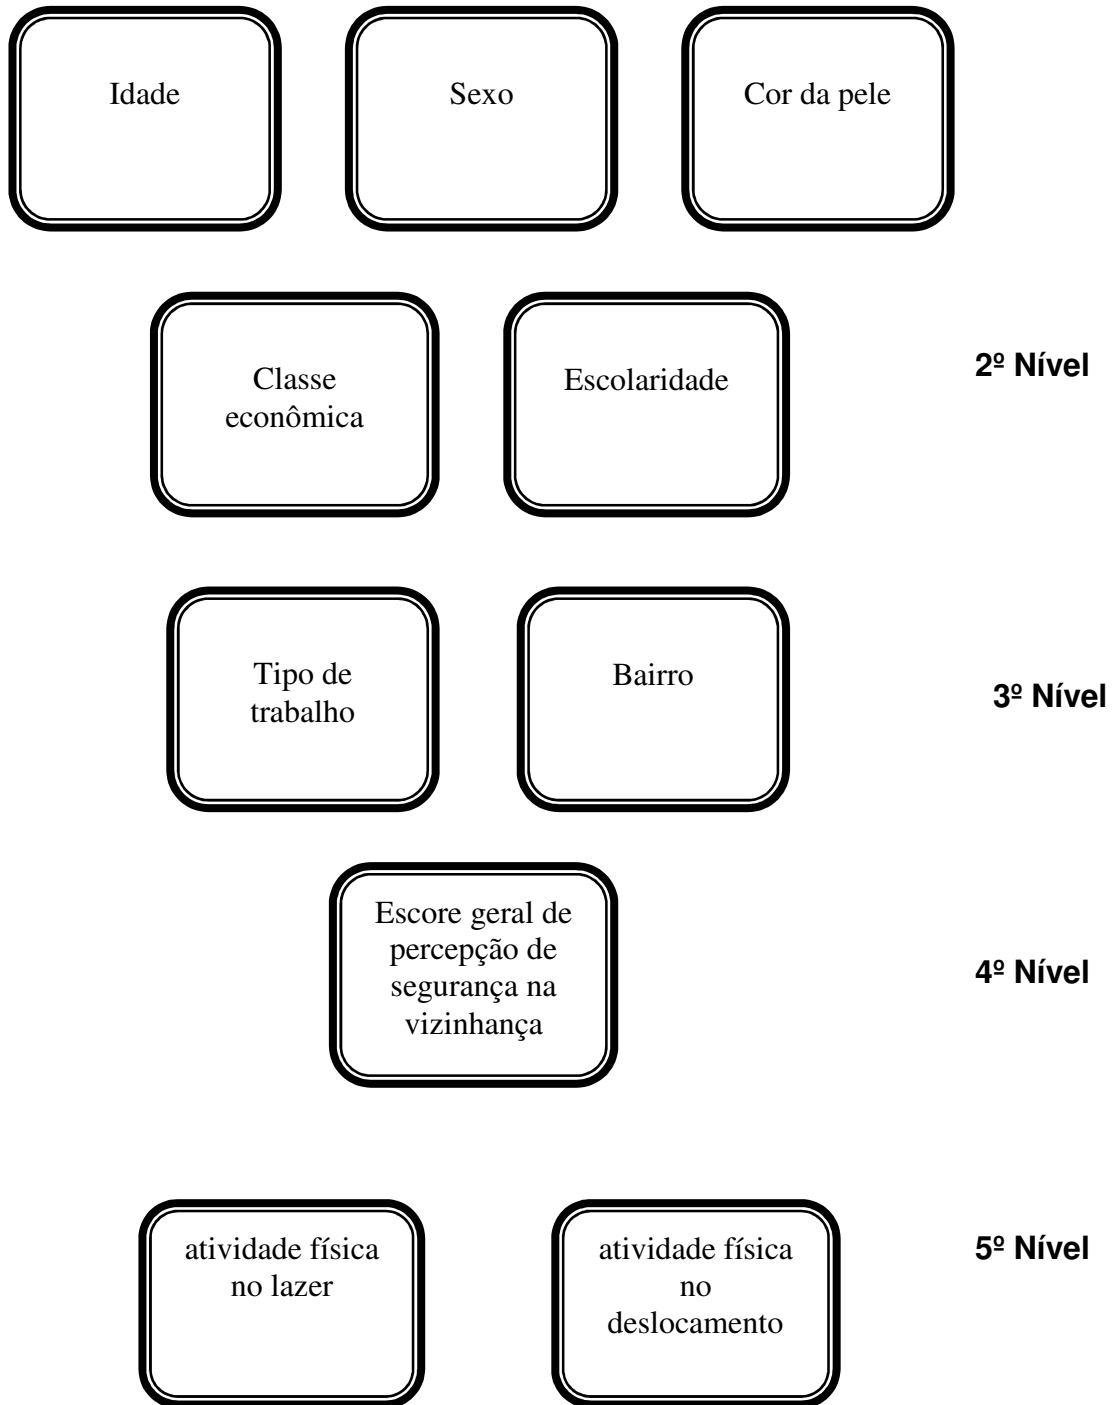 Idade
Sexo
Cor da pele
Classe
econômica
Escolaridade
2º Nível
Tipo de
trabalho
Bairro
3º Nível
Escore geral de
percepção de
segurança na
vizinhança
4º Nível
atividade física
no lazer
atividade física
no
deslocamento
5º Nível